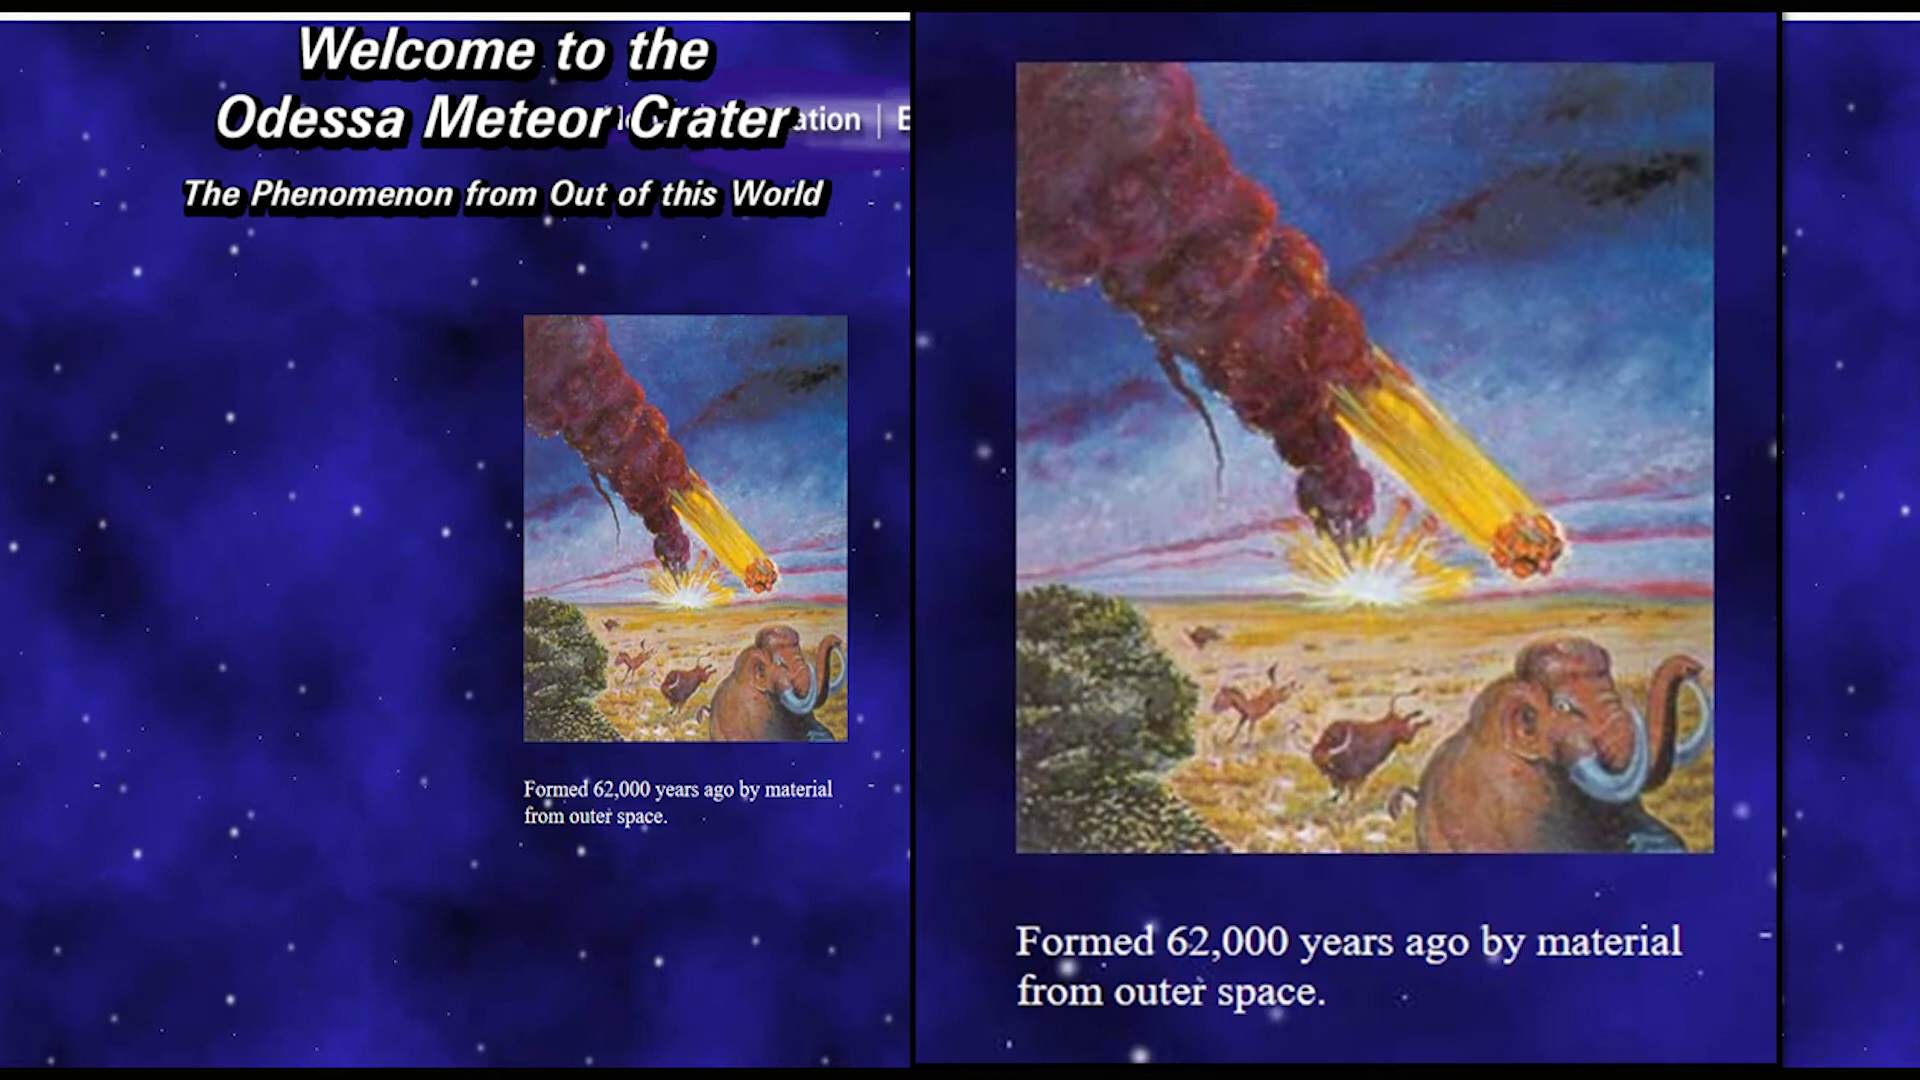 Welcome to the
Odessa Meteor Crater
ation | E
The Phenomenon from Out of this World
Formed 62,000 years ago by material
from outer space.
Formed 62,000 years ago by material
from outer space.